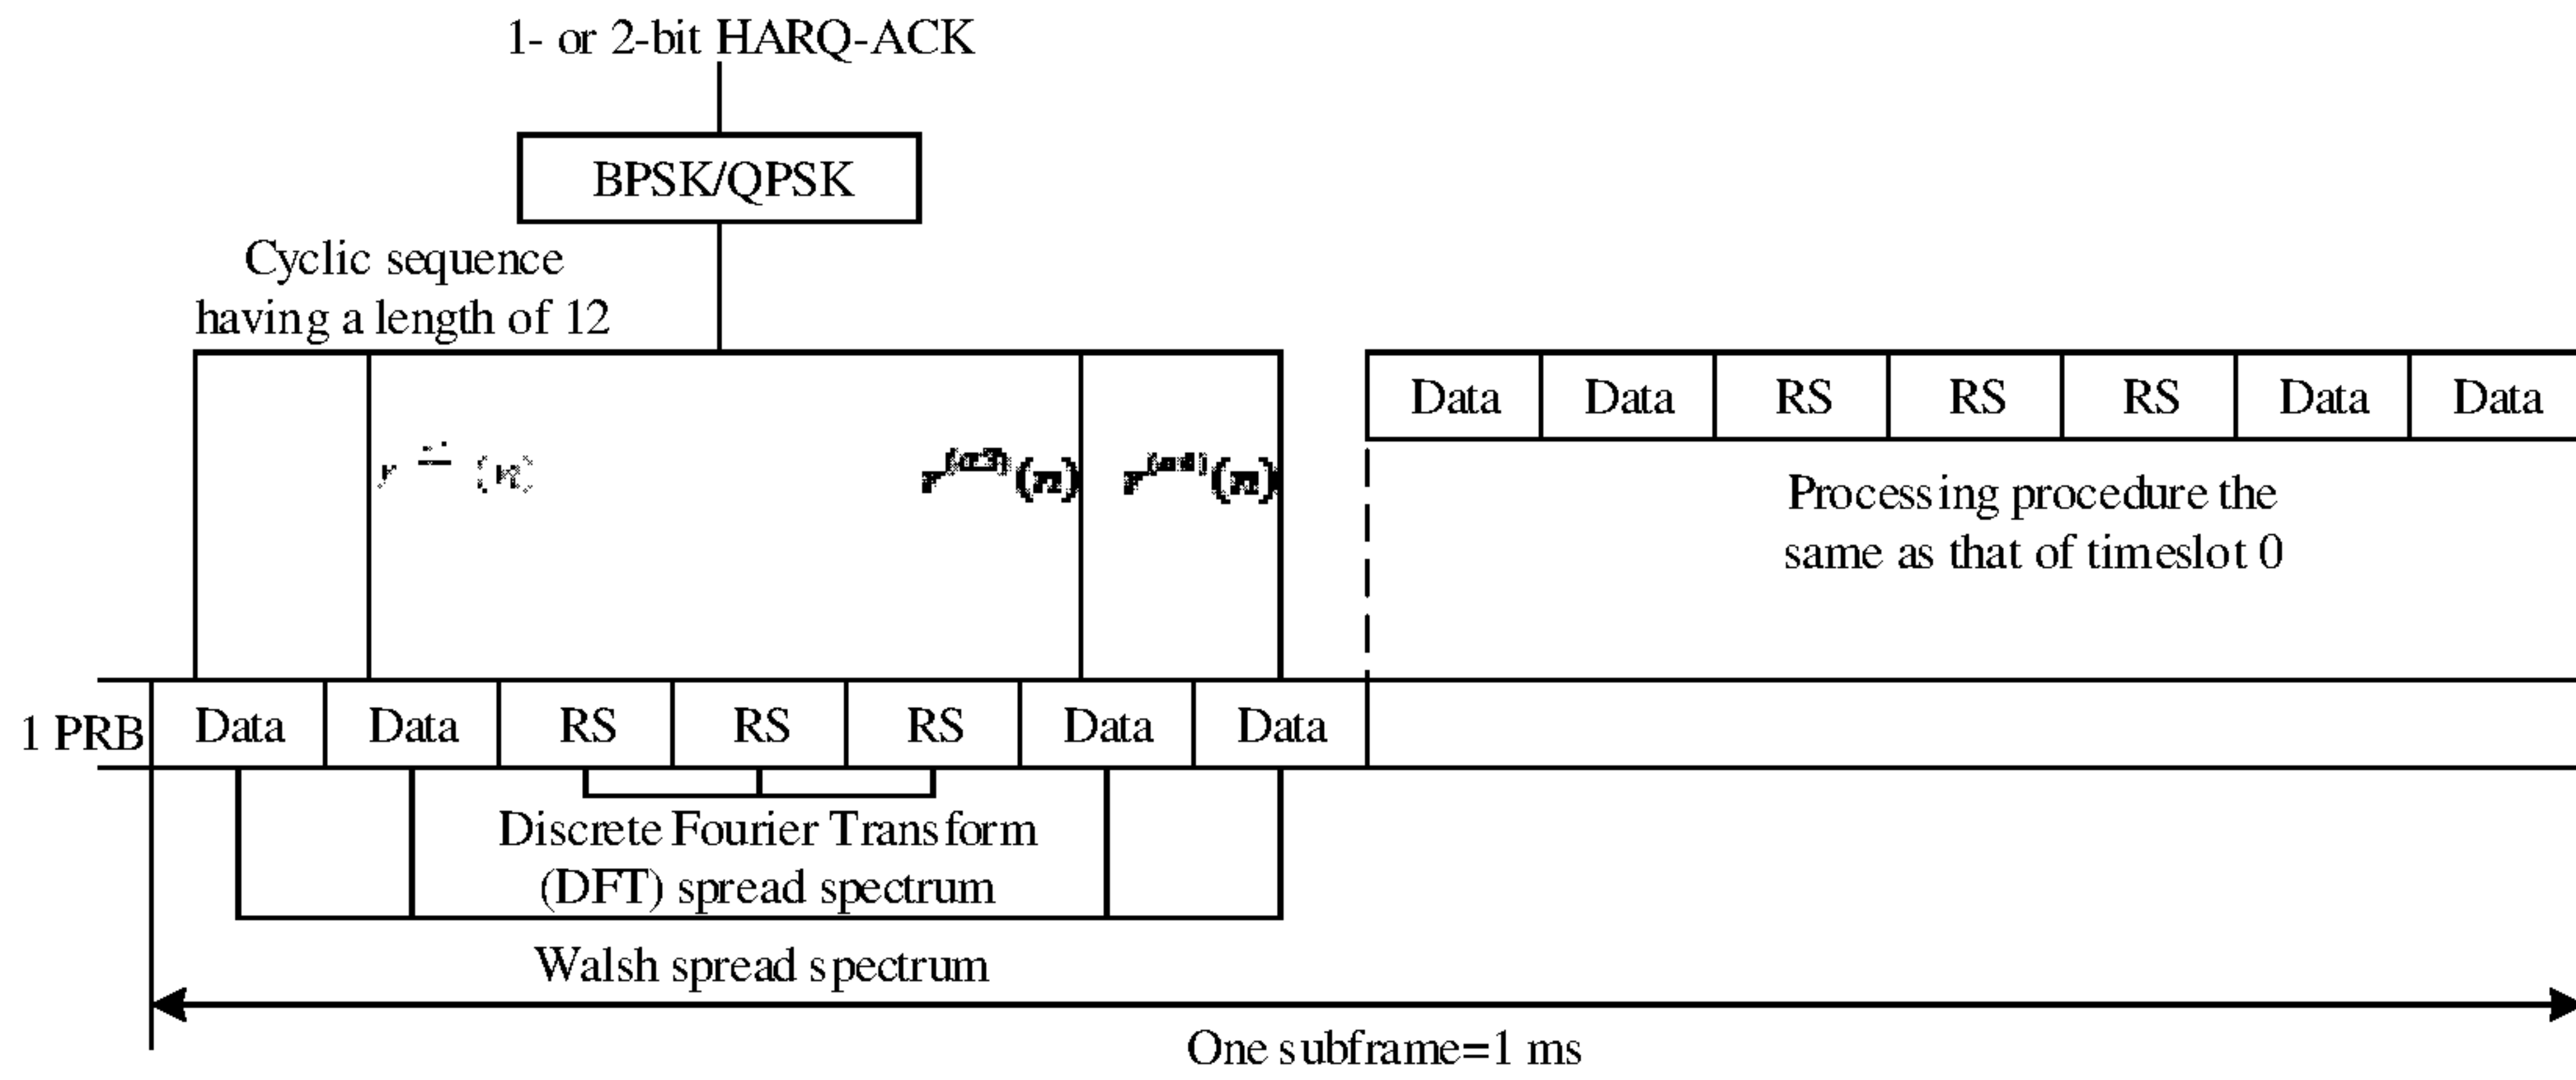 1- or 2-bit HARQ-ACK
BPSK/QPSK
Cyclic sequence
having a length of 12
Data Data RS RS RS Data Data
Processing procedure the
same as that of timeslot 0
1 PRB Data Data RS RS RS Data Data
Discrete Fourier Transform
(DFT) spread spectrum
Walsh spread spectrum
One subframe=1 ms